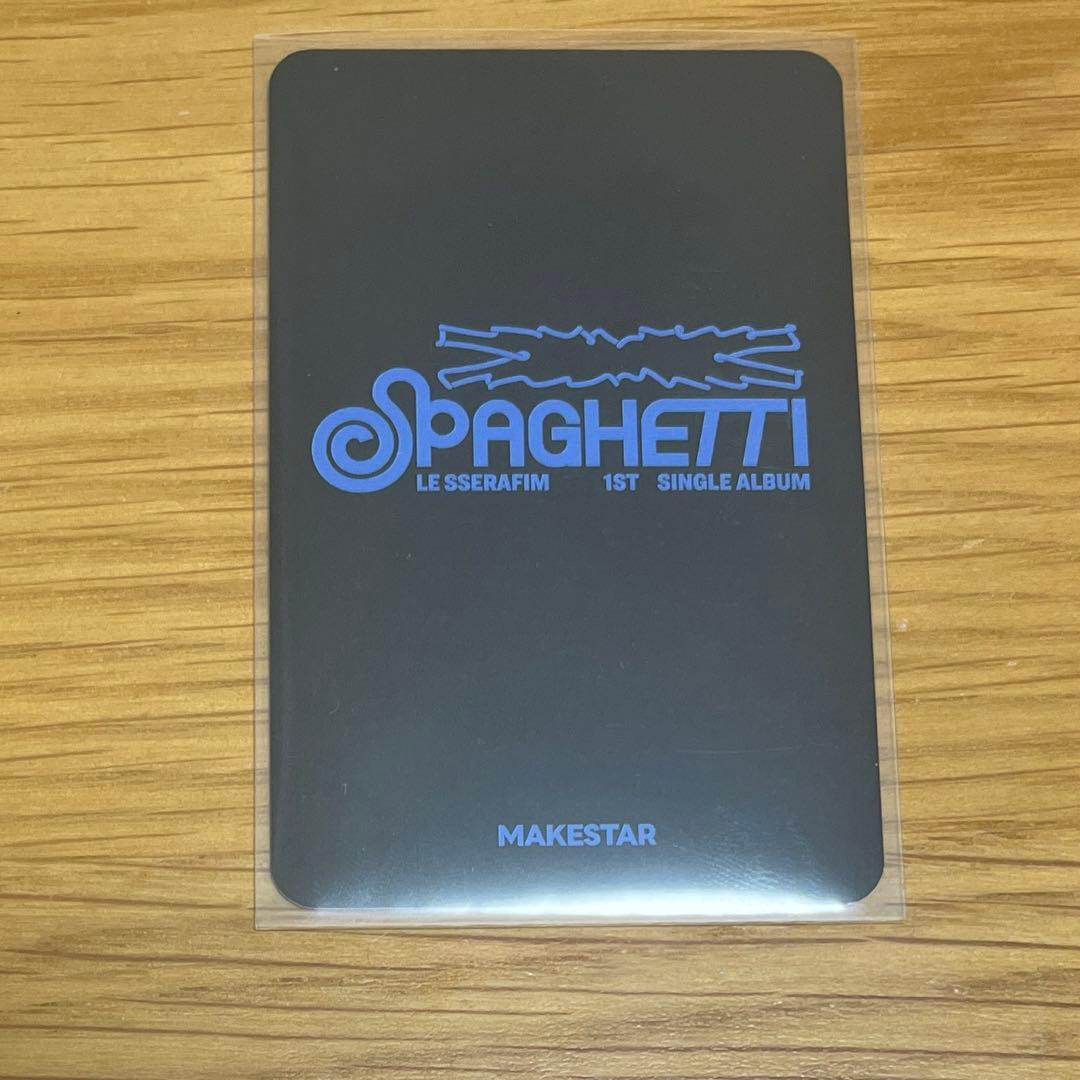 SPAGHETTI
LE SSERAFIM 1ST SINGLE ALBUM
MAKESTAR